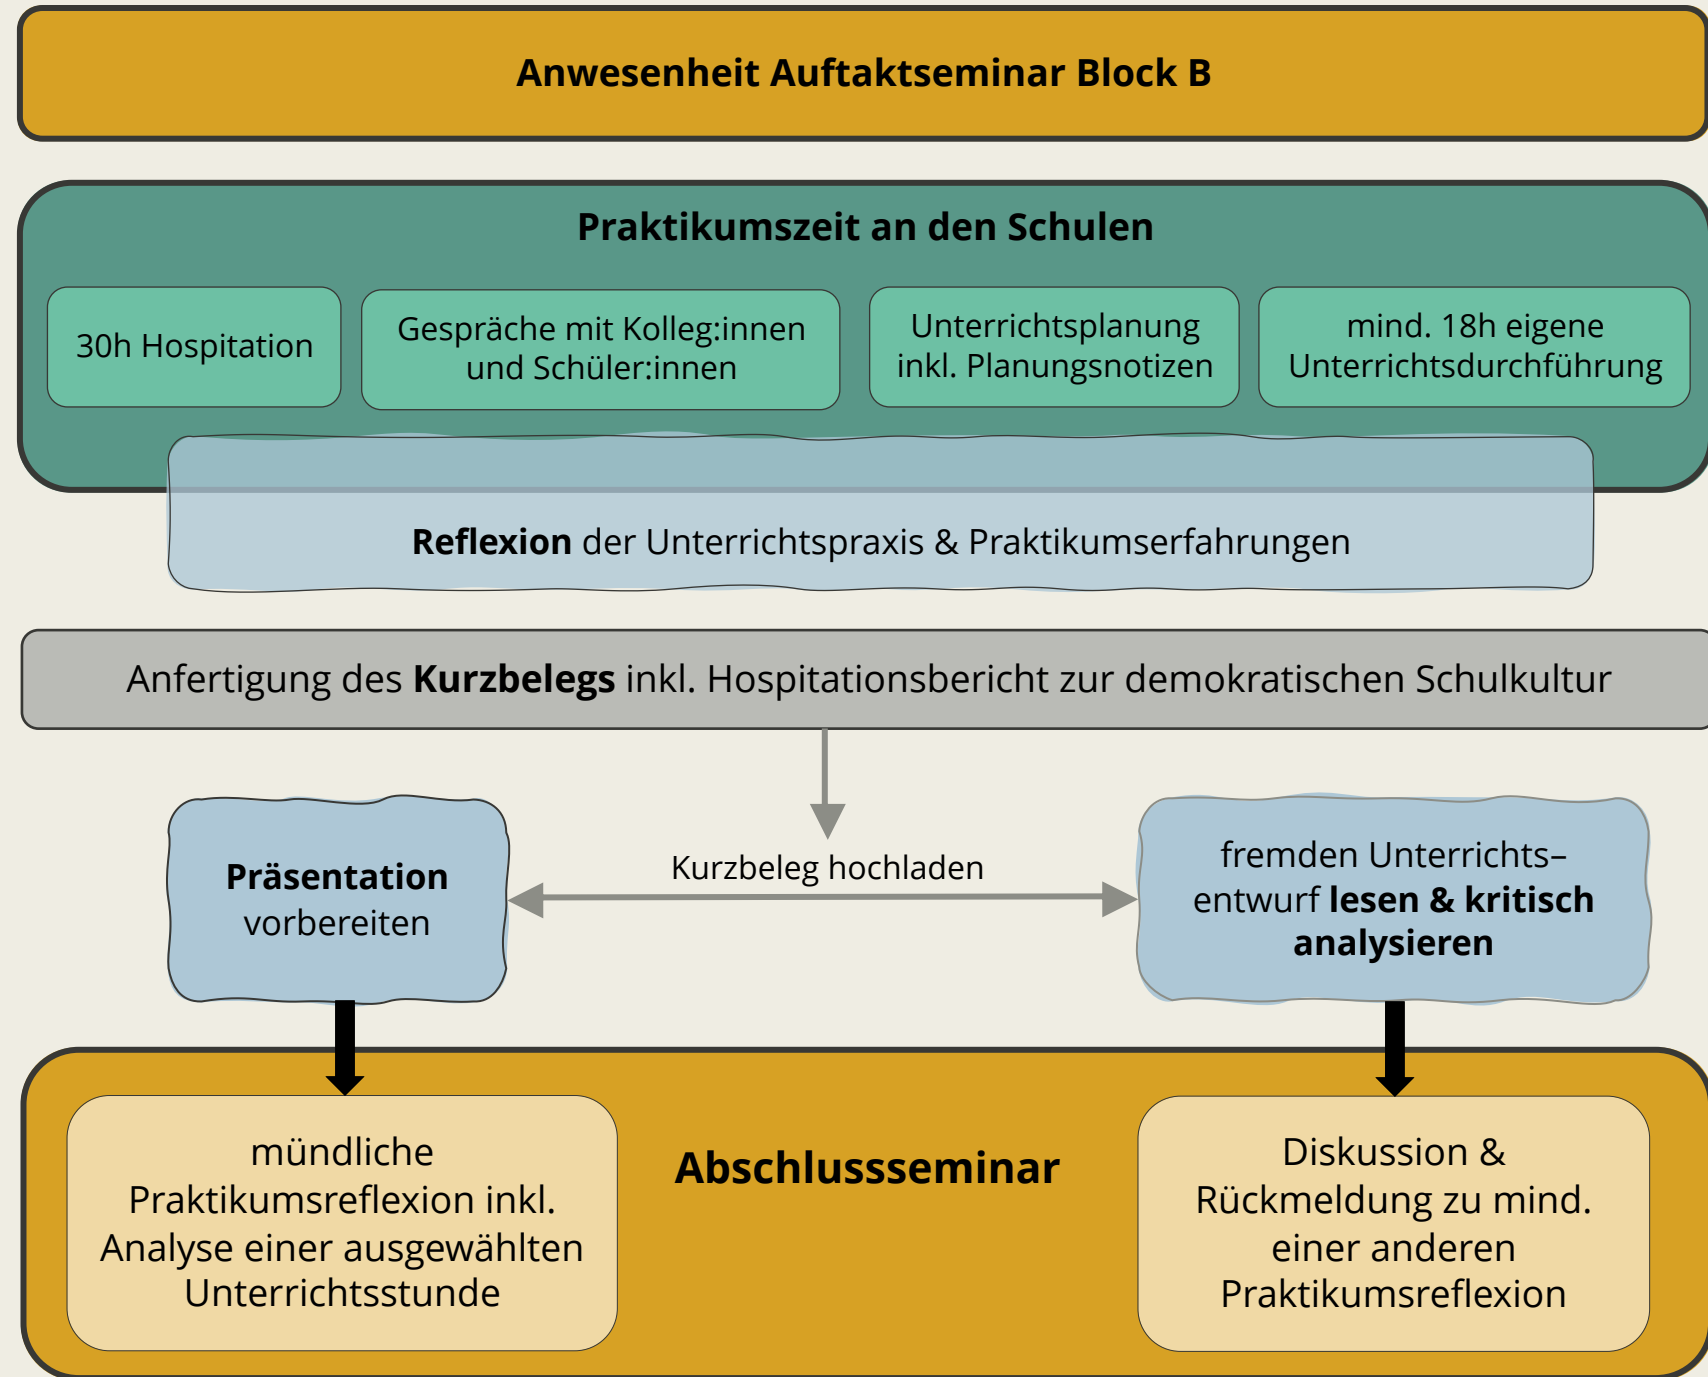 Anwesenheit Auftaktseminar Block B
Praktikumszeit an den Schulen
30h Hospitation
Gespräche mit Kolleg:innen
und Schüler:innen
Unterrichtsplanung
inkl. Planungsnotizen
mind. 18h eigene
Unterrichtsdurchführung
Reflexion der Unterrichtspraxis & Praktikumserfahrungen
Anfertigung des Kurzbelegs inkl. Hospitationsbericht zur demokratischen Schulkultur
Kurzbeleg hochladen
Präsentation
vorbereiten
fremden Unterrichts–
entwurf lesen & kritisch
analysieren
mündliche
Praktikumsreflexion inkl.
Analyse einer ausgewählten
Unterrichtsstunde
Abschlussseminar
Diskussion &
Rückmeldung zu mind.
einer anderen
Praktikumsreflexion